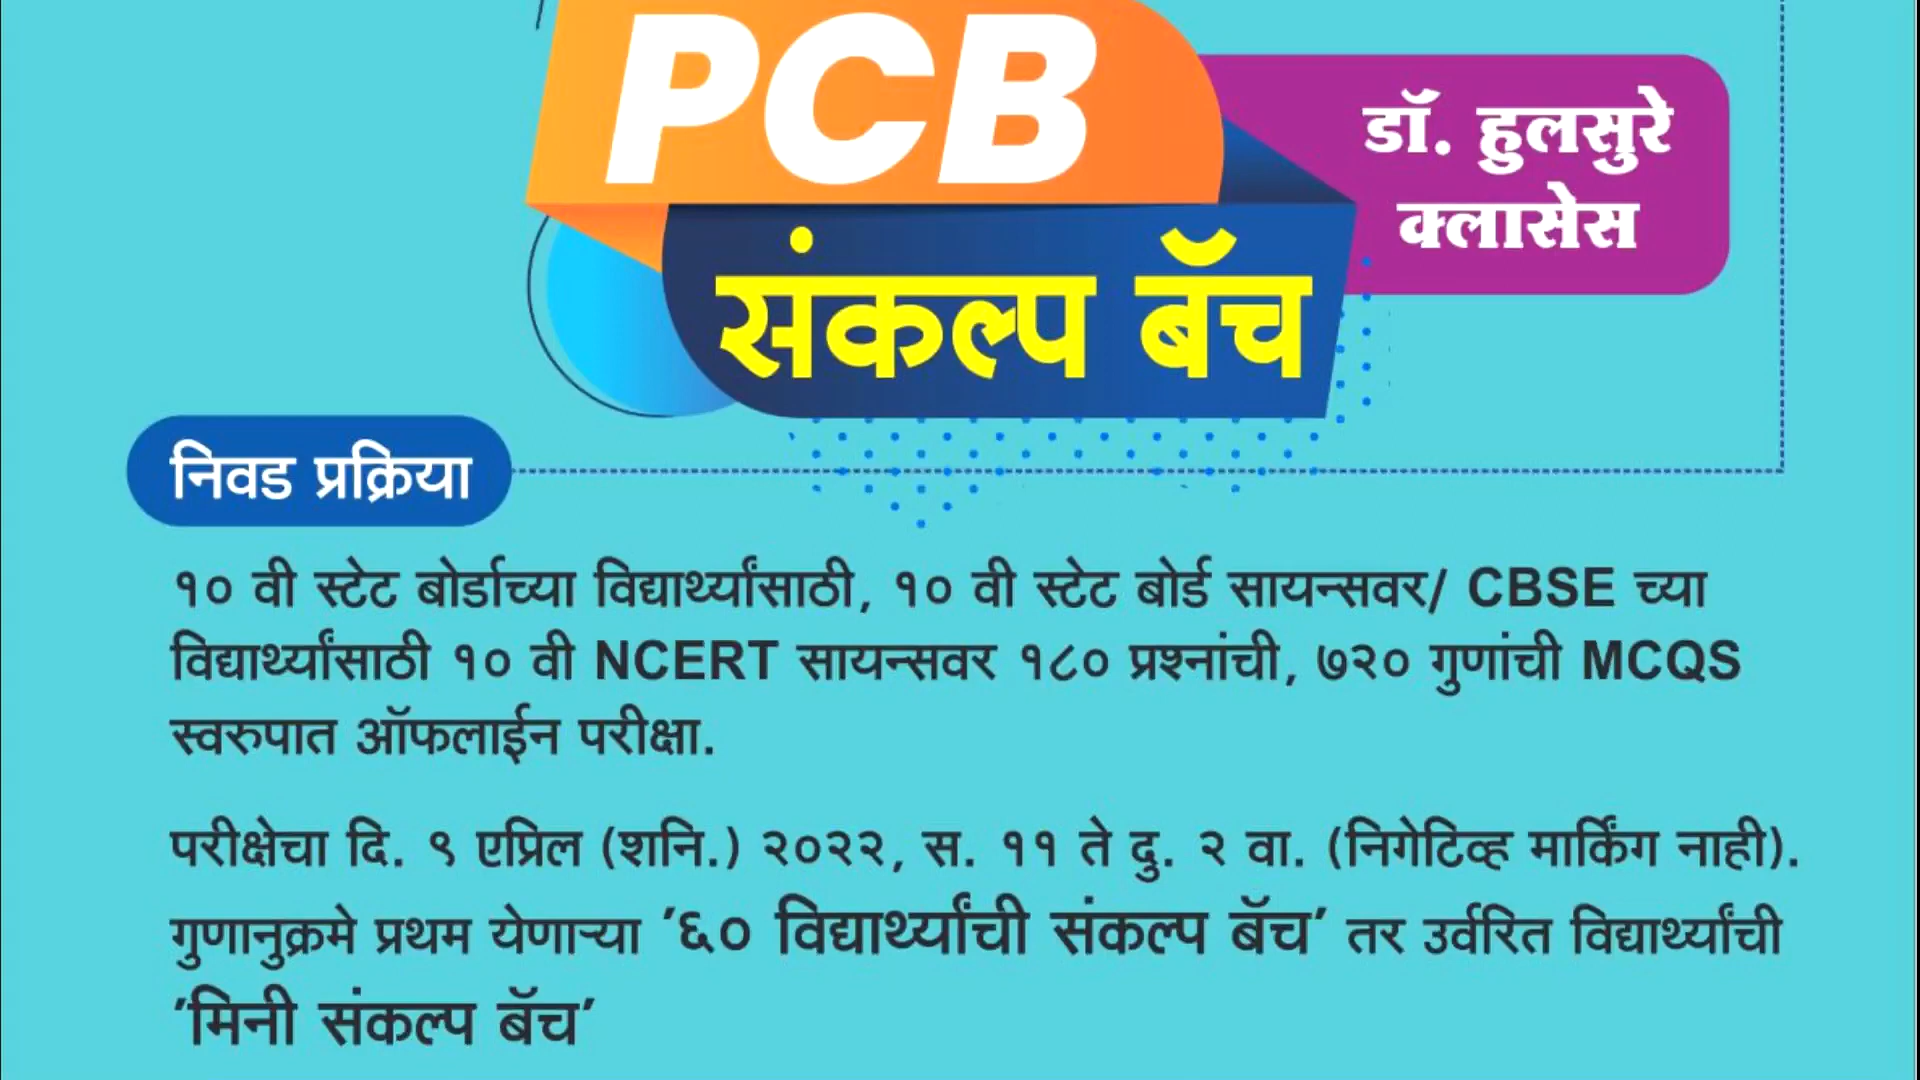 PCB
डॉ. हुलसुरे
क्लासेस
संकल्प बॅच
निवड प्रक्रिया
१० वी स्टेट बोर्डाच्या विद्यार्थ्यांसाठी, १० वी स्टेट बोर्ड सायन्सवर/ CBSE च्या
विद्यार्थ्यांसाठी १० वी NCERT सायन्सवर १८० प्रश्नांची, ७२० गुणांची MCQS
स्वरुपात ऑफलाईन परीक्षा.
परीक्षेचा दि. ९ एप्रिल (शनि.) २०२२, स. ११ ते दु. २ वा. (निगेटिव्ह मार्किंग नाही).
गुणानुक्रमे प्रथम येणाऱ्या '६० विद्यार्थ्यांची संकल्प बॅच' तर उर्वरित विद्यार्थ्यांची
'मिनी संकल्प बॅच'